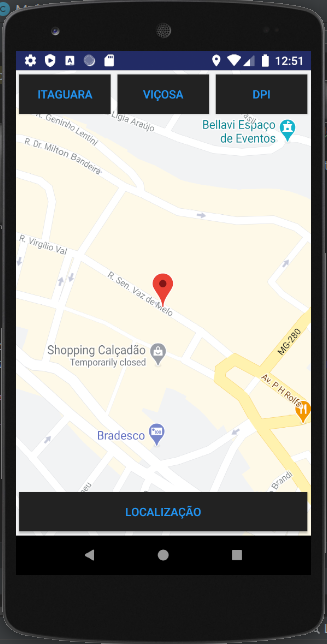 12:51
ITAGUARA
VIÇOSA
DPI
R. Geninho Lentini
Lígia Araújo
Bellavi Espaço
de Eventos
R. Dr. Milton Bandeira
R. Virgílio Val
R. Sen. Vaz de Melo
MG-280
Shopping Calçadão
Temporarily closed
Av. P H Rolfs
Bradesco
Brandi
LOCALIZAÇÃO